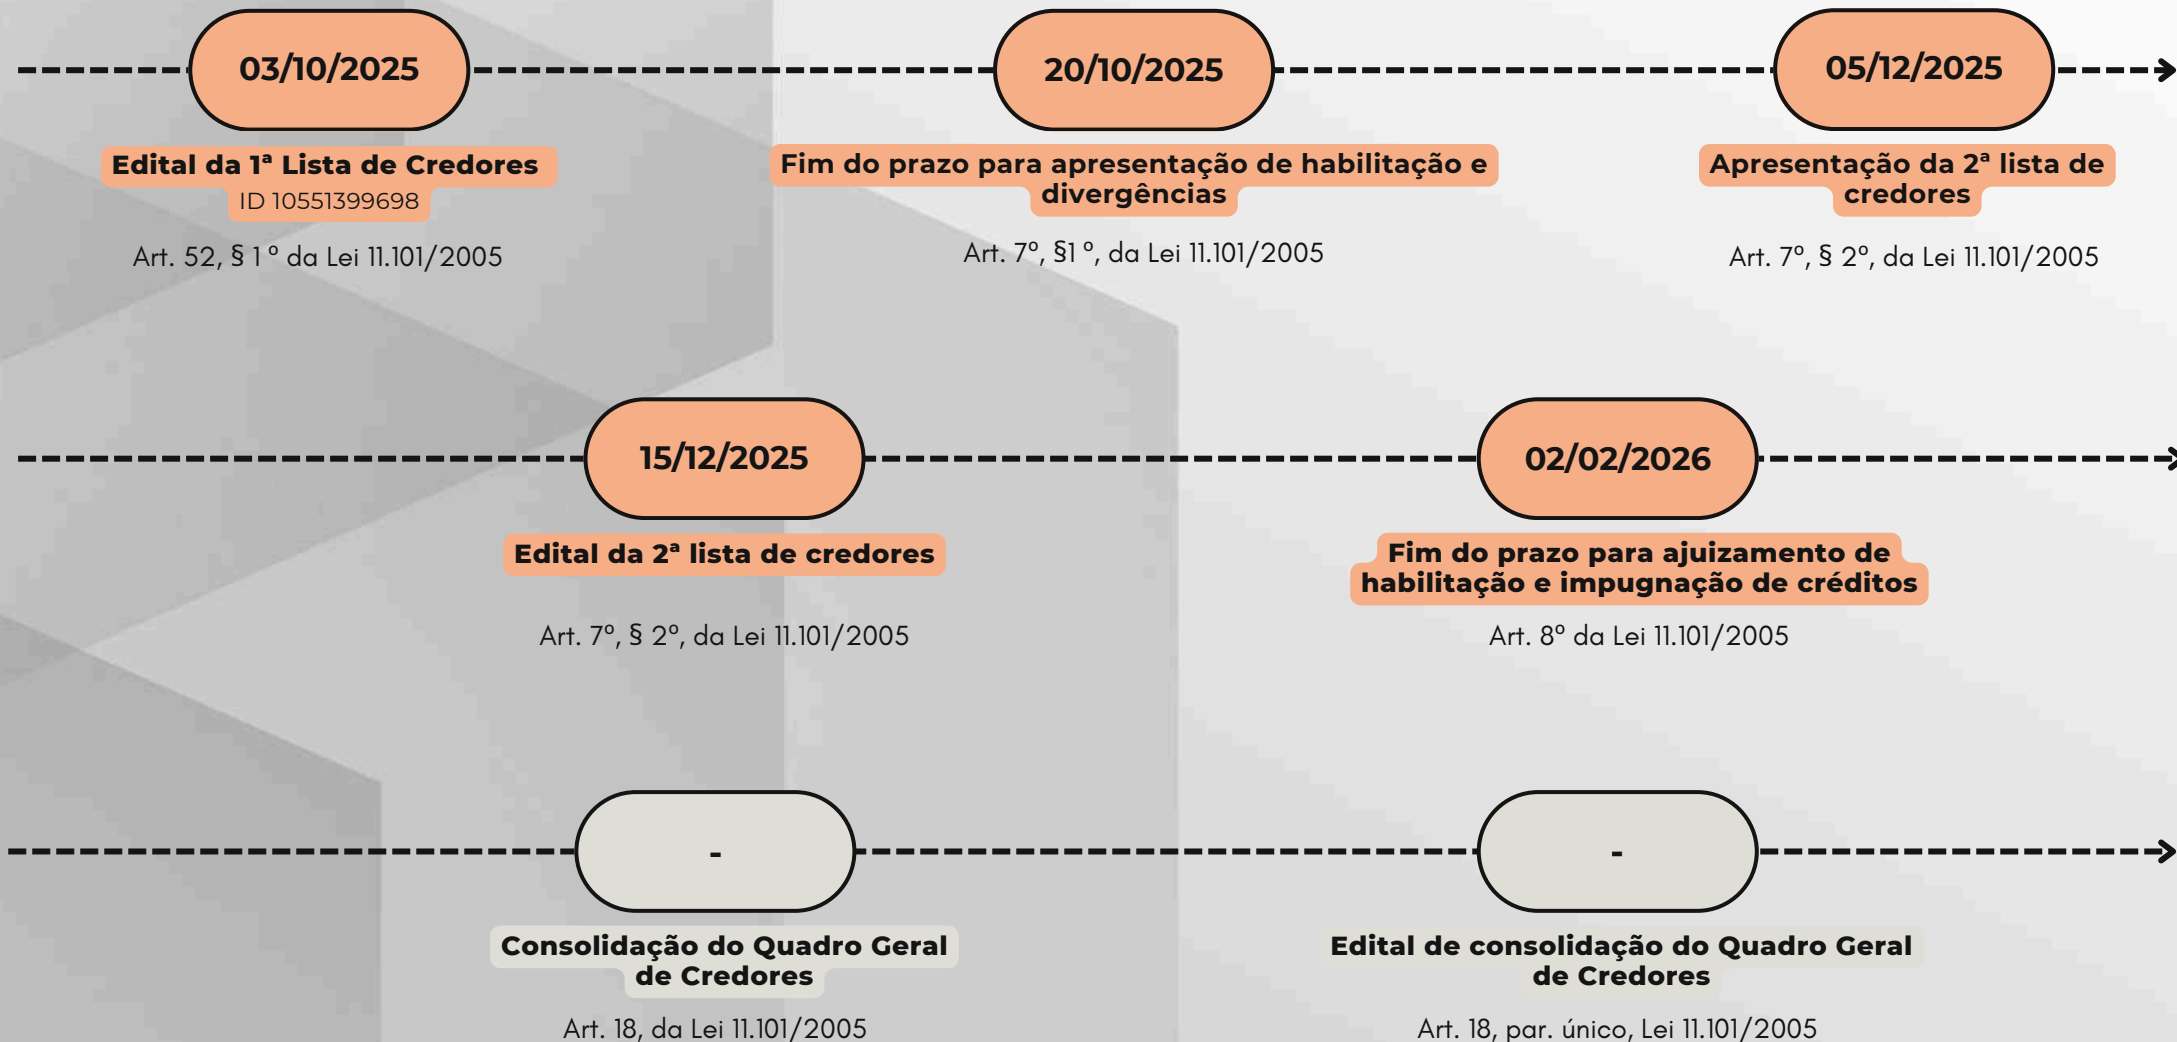 03/10/2025
Edital da 1ª Lista de Credores
ID 10551399698
Art. 52, § 1 º da Lei 11.101/2005
20/10/2025
Fim do prazo para apresentação de habilitação e
divergências
Art. 7º, §1 º, da Lei 11.101/2005
05/12/2025
Apresentação da 2ª lista de
credores
Art. 7º, § 2º, da Lei 11.101/2005
15/12/2025
Edital da 2ª lista de credores
Art. 7º, § 2º, da Lei 11.101/2005
02/02/2026
Fim do prazo para ajuizamento de
habilitação e impugnação de créditos
Art. 8º da Lei 11.101/2005
-
Consolidação do Quadro Geral
de Credores
Art. 18, da Lei 11.101/2005
-
Edital de consolidação do Quadro Geral
de Credores
Art. 18, par. único, Lei 11.101/2005